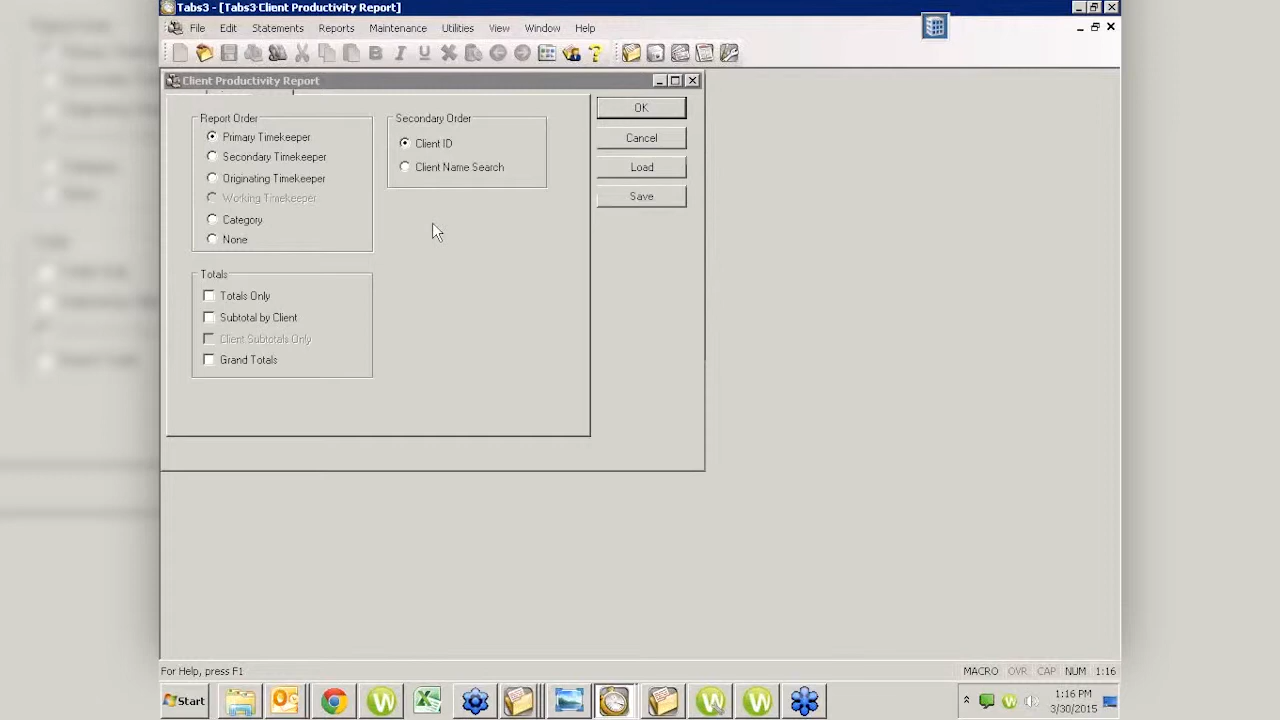 Tabs3 - [Tabs3 Client Productivity Report]
File Edit Statements Reports Maintenance Utilities View Window Help
Client Productivity Report
Report Order
Primary Timekeeper
Secondary Timekeeper
Originating Timekeeper
Working Timekeeper
Category
None
Secondary Order
Client ID
Client Name Search
OK
Cancel
Load
Save
Totals
Totals Only
Subtotal by Client
Client Subtotals Only
Grand Totals
For Help, press F1
MACRO OVR CAP NUM 1:16
Start
1:16 PM
3/30/2015